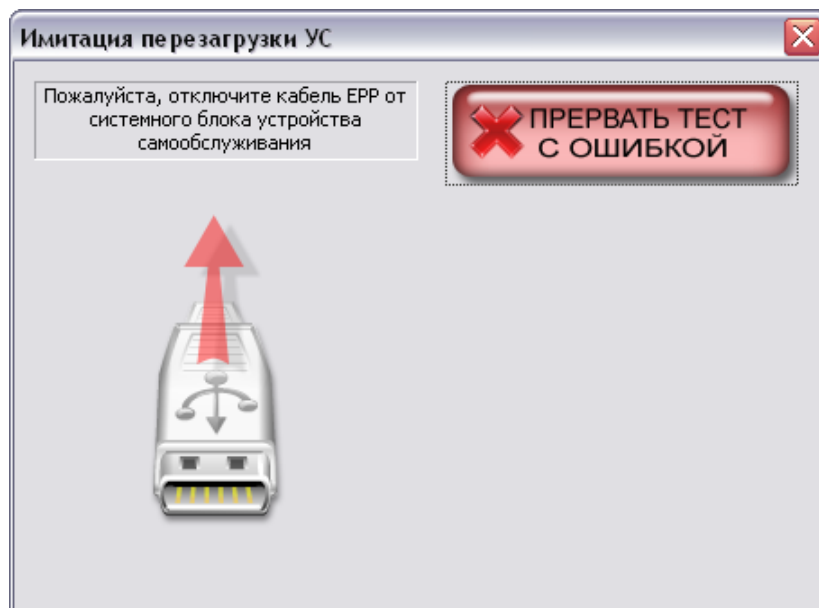 Имитация перезагрузки УС
Пожалуйста, отключите кабель EPP от
системного блока устройства
самообслуживания
ПРЕРВАТЬ ТЕСТ
С ОШИБКОЙ